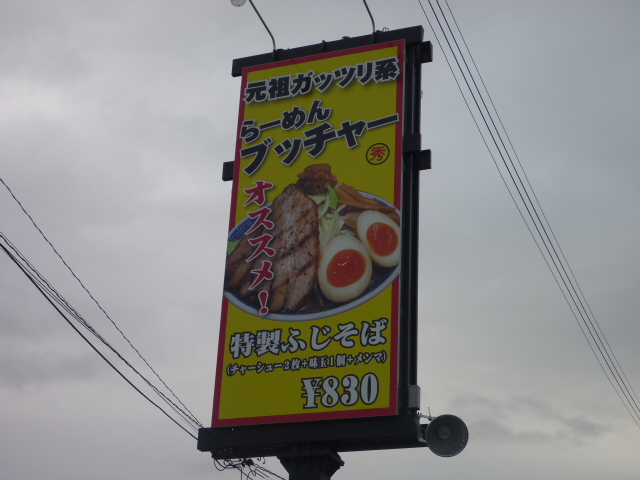 元祖ガッツリ系
らーめん
ブッチャー
秀
オススメ!
特製ふじそば
(チャーシュー2枚+味玉1個+メンマ)
¥830